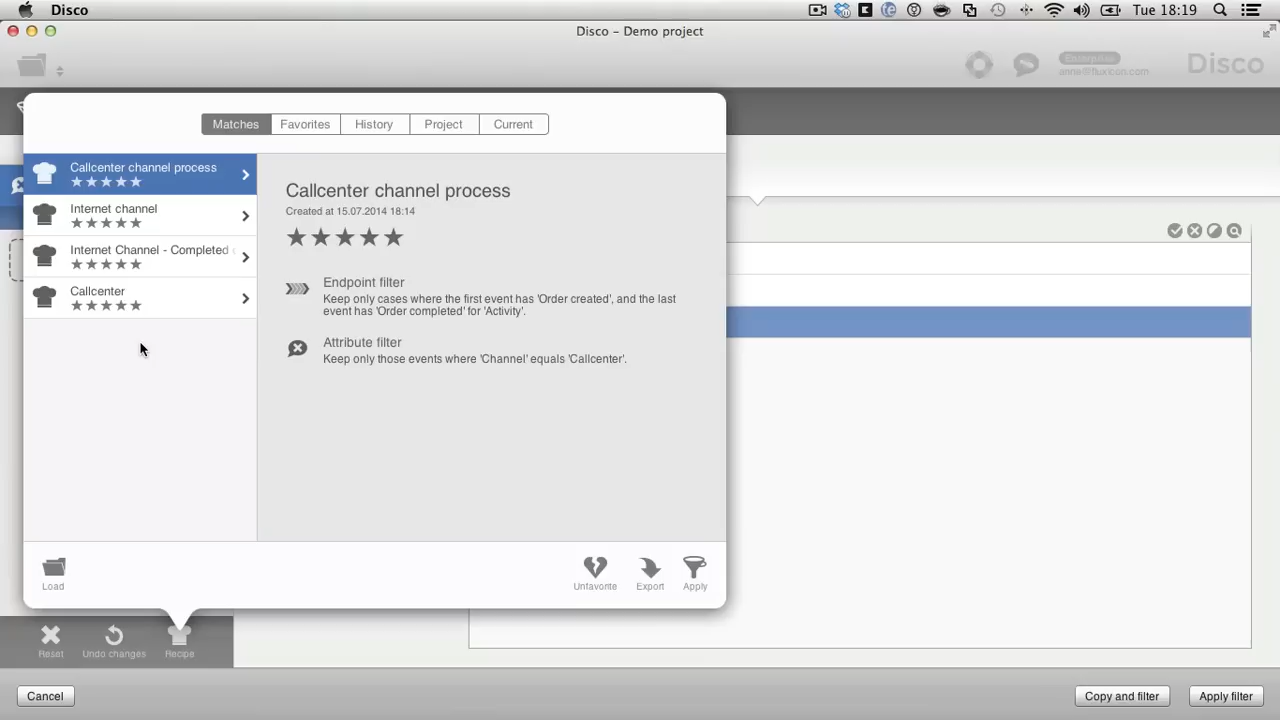 Disco
Tue 18:19
Disco – Demo project
Enterprise
anne@fluxicon.com
Disco
Matches
Favorites
History
Project
Current
Callcenter channel process
Internet channel
Internet Channel - Completed
Callcenter
Callcenter channel process
Created at 15.07.2014 18:14
Endpoint filter
Keep only cases where the first event has 'Order created', and the last
event has 'Order completed' for 'Activity'.
Attribute filter
Keep only those events where 'Channel' equals 'Callcenter'.
Load
Unfavorite
Export
Apply
Reset
Undo changes
Recipe
Cancel
Copy and filter
Apply filter